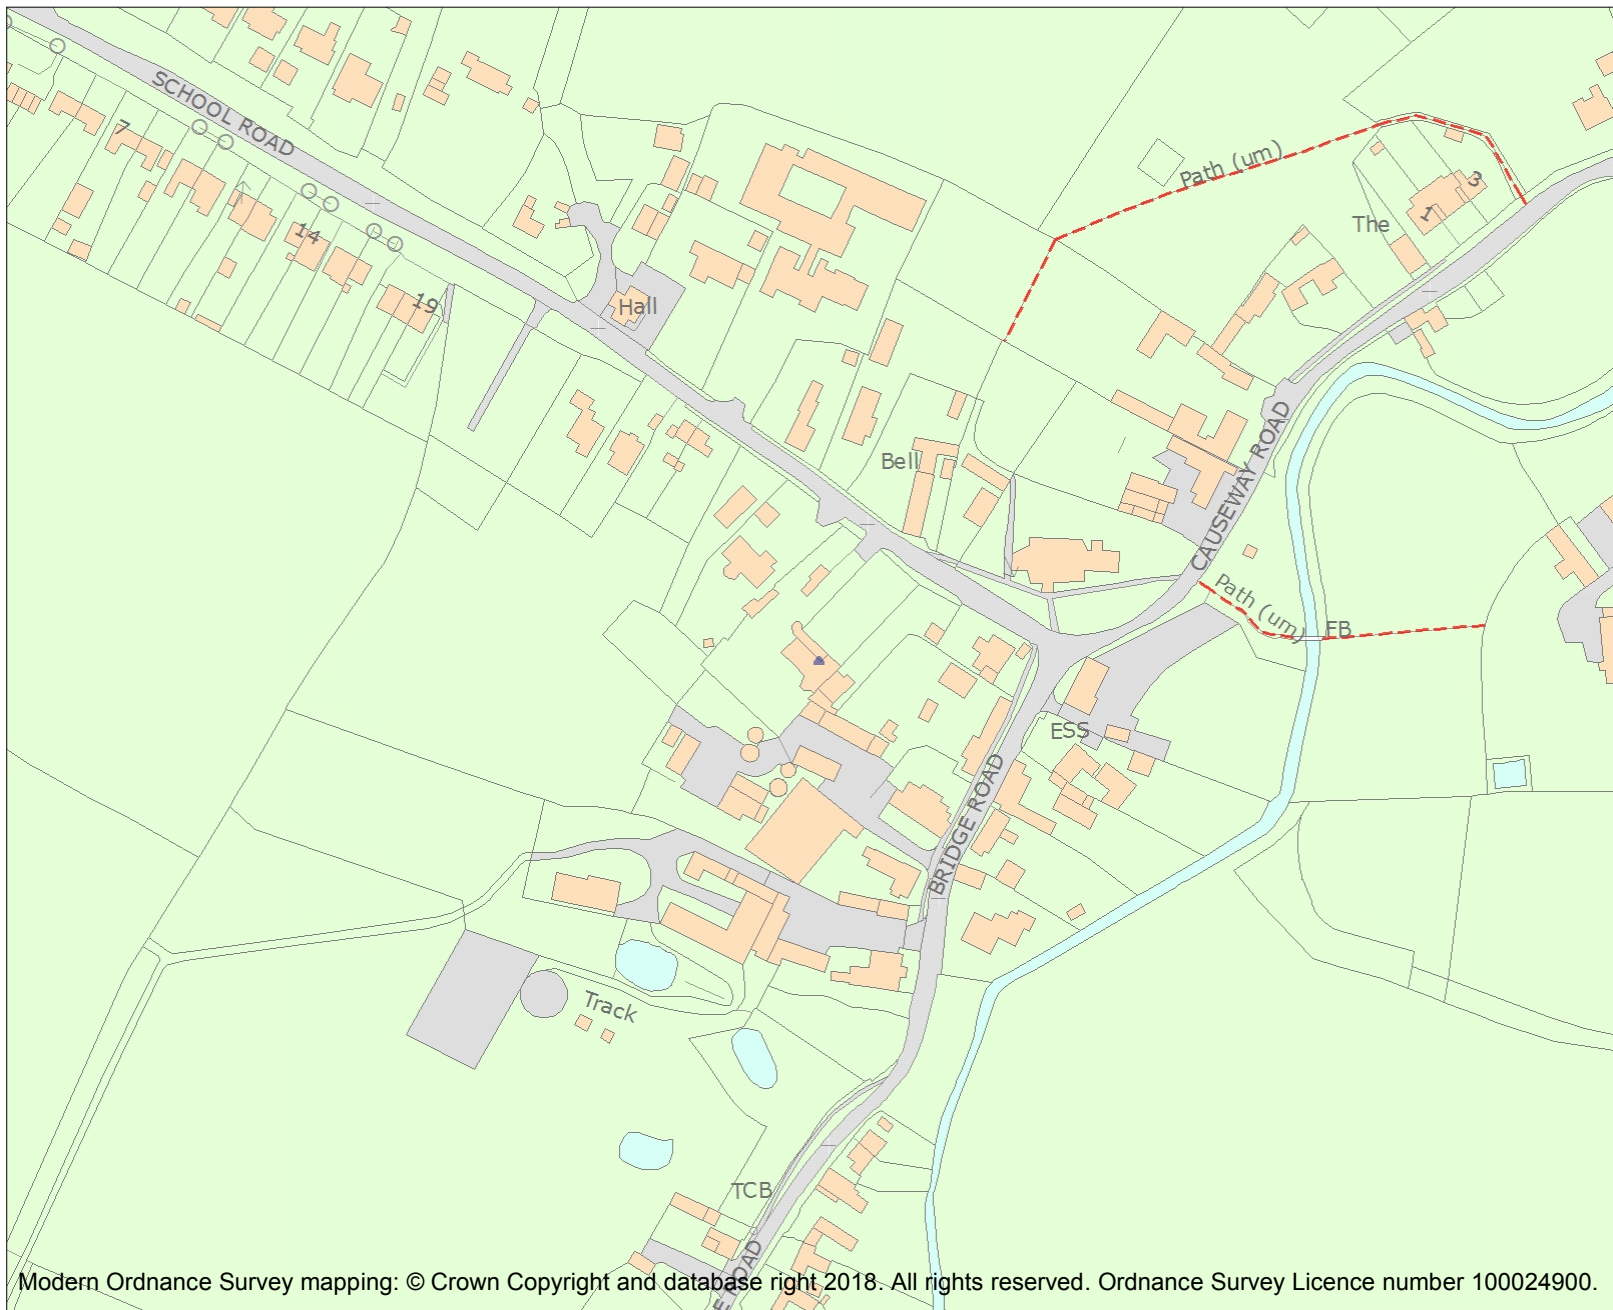 SCHOOL ROAD
7
14
19
Hall
Path (um)
The
3
1
Bell
CAUSEWAY ROAD
Path (um)
FB
ESS
BRIDGE ROAD
Track
TCB
E ROAD
Modern Ordnance Survey mapping: © Crown Copyright and database right 2018. All rights reserved. Ordnance Survey Licence number 100024900.